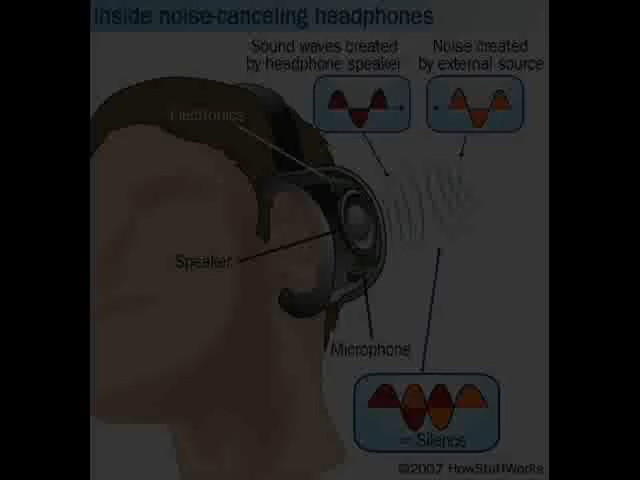 Inside noise-canceling headphones
Sound waves created
by headphone speaker
Noise created
by external source
Electronics
Speaker
Microphone
= Silence
©2007 HowStuffWorks